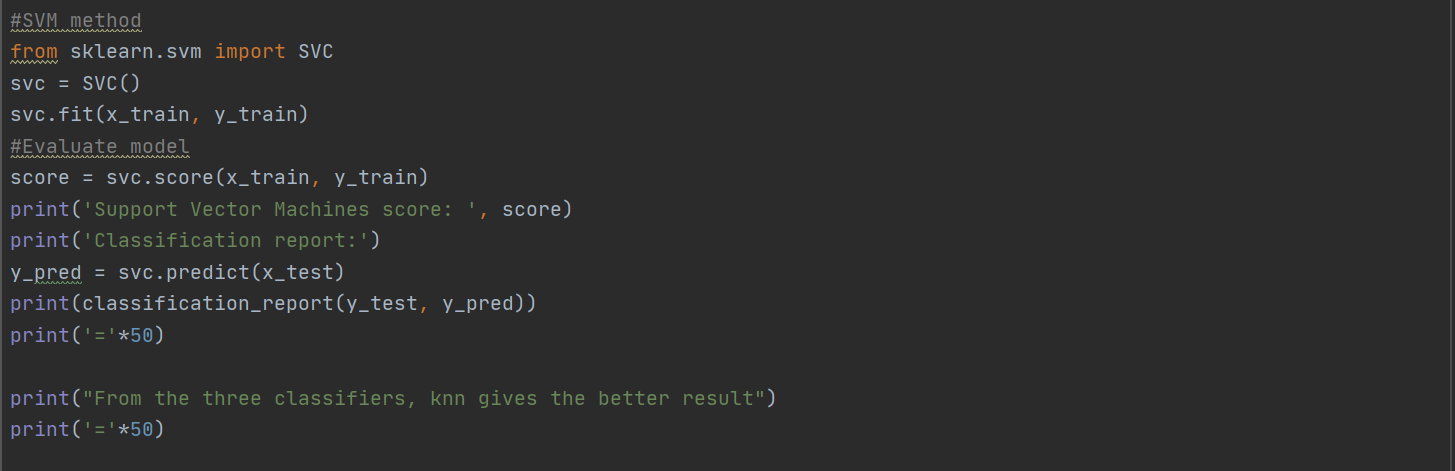 #SVM method
from sklearn.svm import SVC
svc = SVC()
svc.fit(x_train, y_train)
#Evaluate model
score = svc.score(x_train, y_train)
print('Support Vector Machines score: ', score)
print('Classification report:')
y_pred = svc.predict(x_test)
print(classification_report(y_test, y_pred))
print('='*50)
print("From the three classifiers, knn gives the better result")
print('='*50)